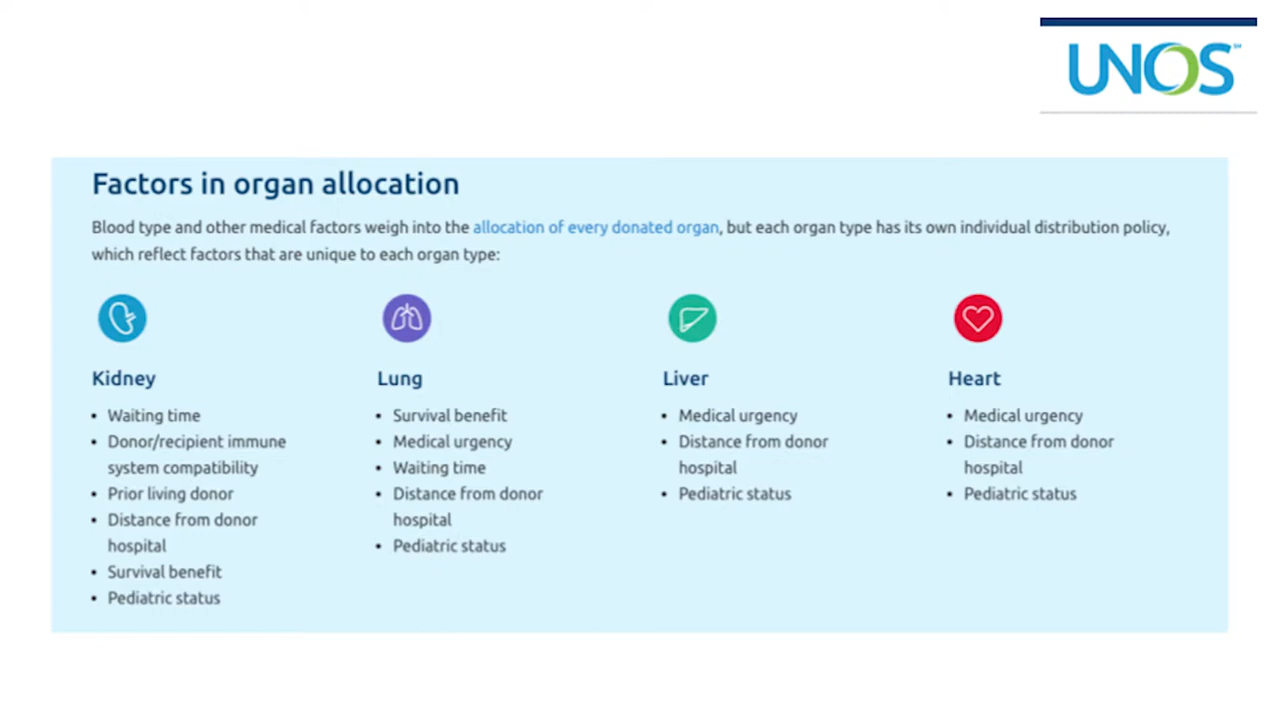 UNOS SM
Factors in organ allocation
Blood type and other medical factors weigh into the allocation of every donated organ, but each organ type has its own individual distribution policy,
which reflect factors that are unique to each organ type:
Kidney
• Waiting time
• Donor/recipient immune
system compatibility
• Prior living donor
• Distance from donor
hospital
• Survival benefit
• Pediatric status
Lung
• Survival benefit
• Medical urgency
• Waiting time
• Distance from donor
hospital
• Pediatric status
Liver
• Medical urgency
• Distance from donor
hospital
• Pediatric status
Heart
• Medical urgency
• Distance from donor
hospital
• Pediatric status